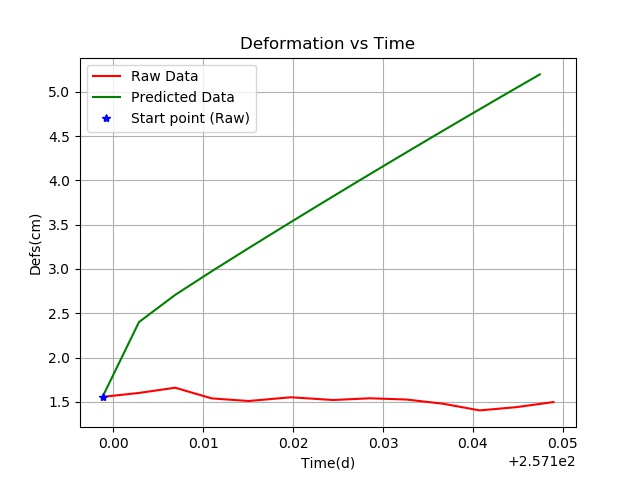 Deformation vs Time
Raw Data
Predicted Data
Start point (Raw)
Defs(cm)
5.0
4.5
4.0
3.5
3.0
2.5
2.0
1.5
0.00 0.01 0.02 0.03 0.04 0.05
Time(d)
+2.571e2